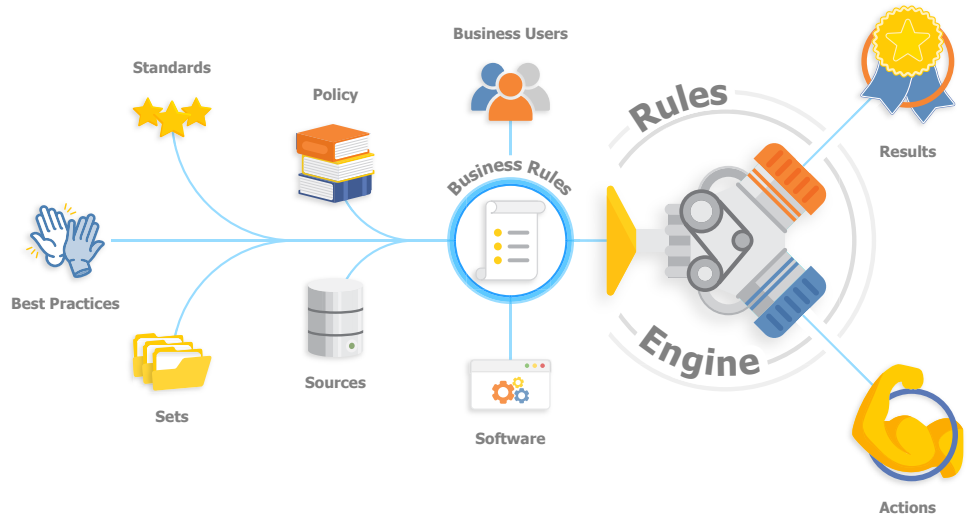 Business Users
Standards
Policy
Rules
Results
Business Rules
Best Practices
Engine
Sources
Sets
Software
Actions